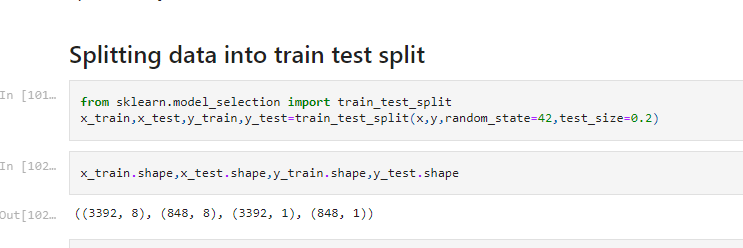 Splitting data into train test split
In [101…
from sklearn.model_selection import train_test_split
x_train,x_test,y_train,y_test=train_test_split(x,y,random_state=42,test_size=0.2)
In [102…
x_train.shape,x_test.shape,y_train.shape,y_test.shape
Out[102…
((3392, 8), (848, 8), (3392, 1), (848, 1))